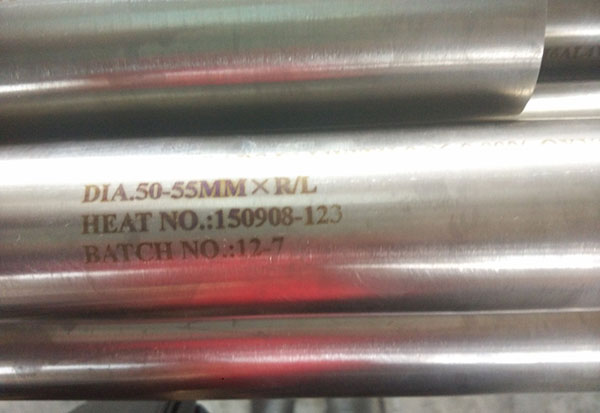 DIA.50-55MM×R/L
HEAT NO.:150908-123
BATCH NO.:12-7